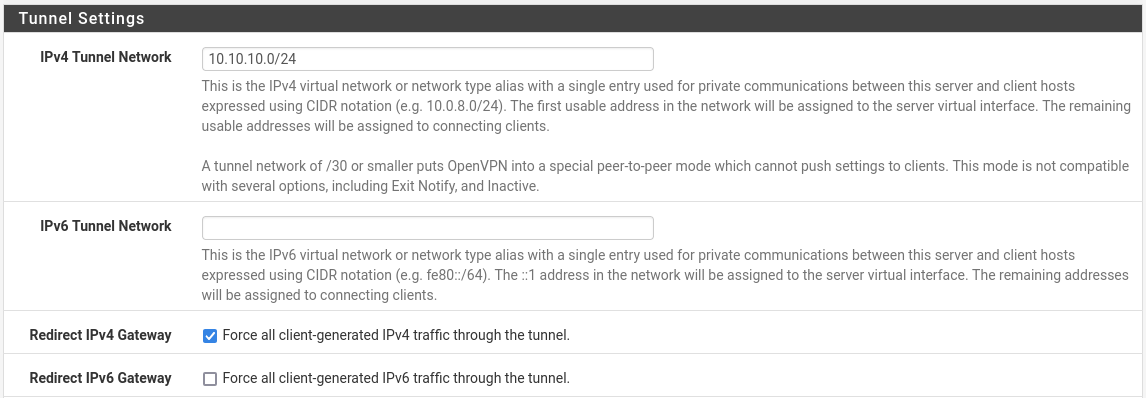 Tunnel Settings
IPv4 Tunnel Network
10.10.10.0/24
This is the IPv4 virtual network or network type alias with a single entry used for private communications between this server and client hosts
expressed using CIDR notation (e.g. 10.0.8.0/24). The first usable address in the network will be assigned to the server virtual interface. The remaining
usable addresses will be assigned to connecting clients.
A tunnel network of /30 or smaller puts OpenVPN into a special peer-to-peer mode which cannot push settings to clients. This mode is not compatible
with several options, including Exit Notify, and Inactive.
IPv6 Tunnel Network
This is the IPv6 virtual network or network type alias with a single entry used for private communications between this server and client hosts
expressed using CIDR notation (e.g. fe80::/64). The ::1 address in the network will be assigned to the server virtual interface. The remaining addresses
will be assigned to connecting clients.
Redirect IPv4 Gateway
Force all client-generated IPv4 traffic through the tunnel.
Redirect IPv6 Gateway
Force all client-generated IPv6 traffic through the tunnel.